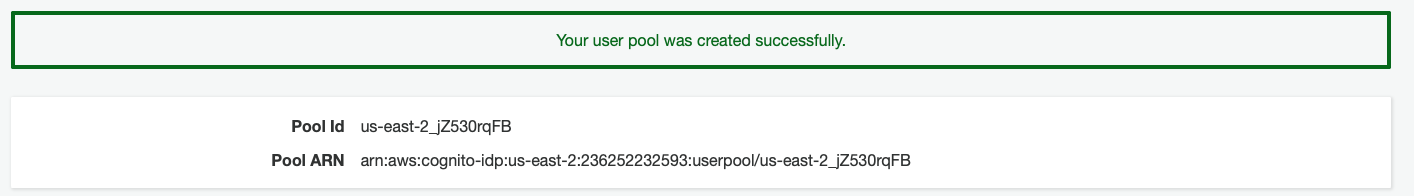 Your user pool was created successfully.
Pool Id us-east-2_jZ530rqFB
Pool ARN arn:aws:cognito-idp:us-east-2:236252232593:userpool/us-east-2_jZ530rqFB